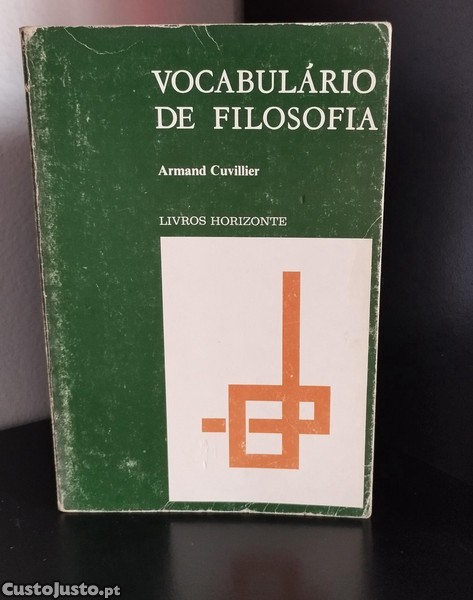 VOCABULÁRIO
DE FILOSOFIA
Armand Cuvillier
LIVROS HORIZONTE
CustoJusto.pt